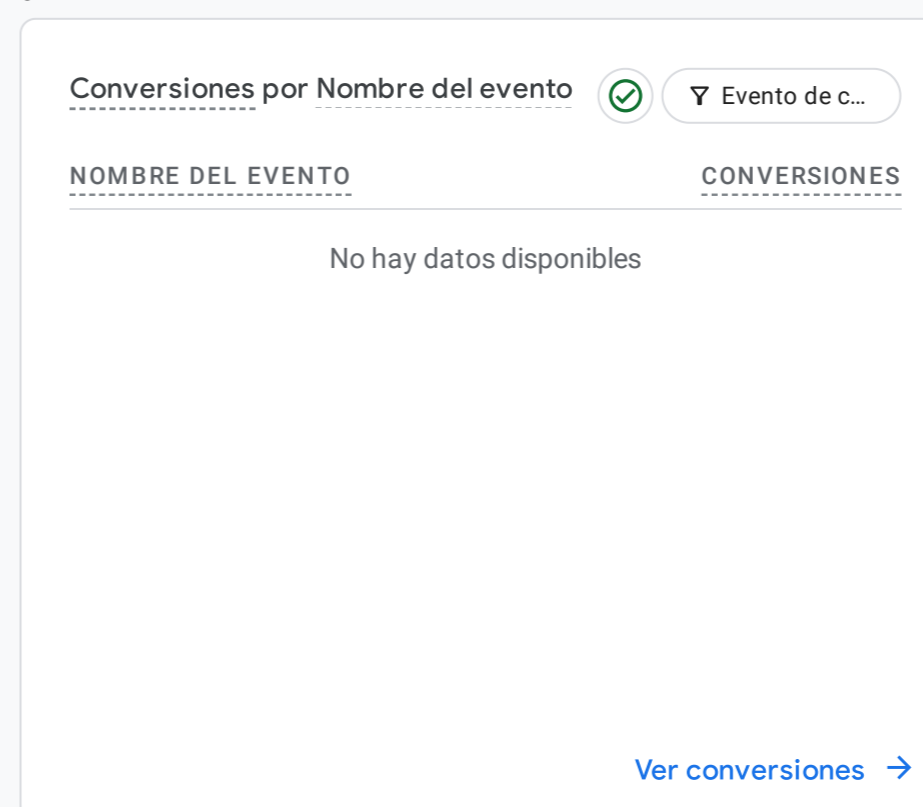 Conversiones por Nombre del evento
Evento de c...
NOMBRE DEL EVENTO CONVERSIONES
No hay datos disponibles
Ver conversiones